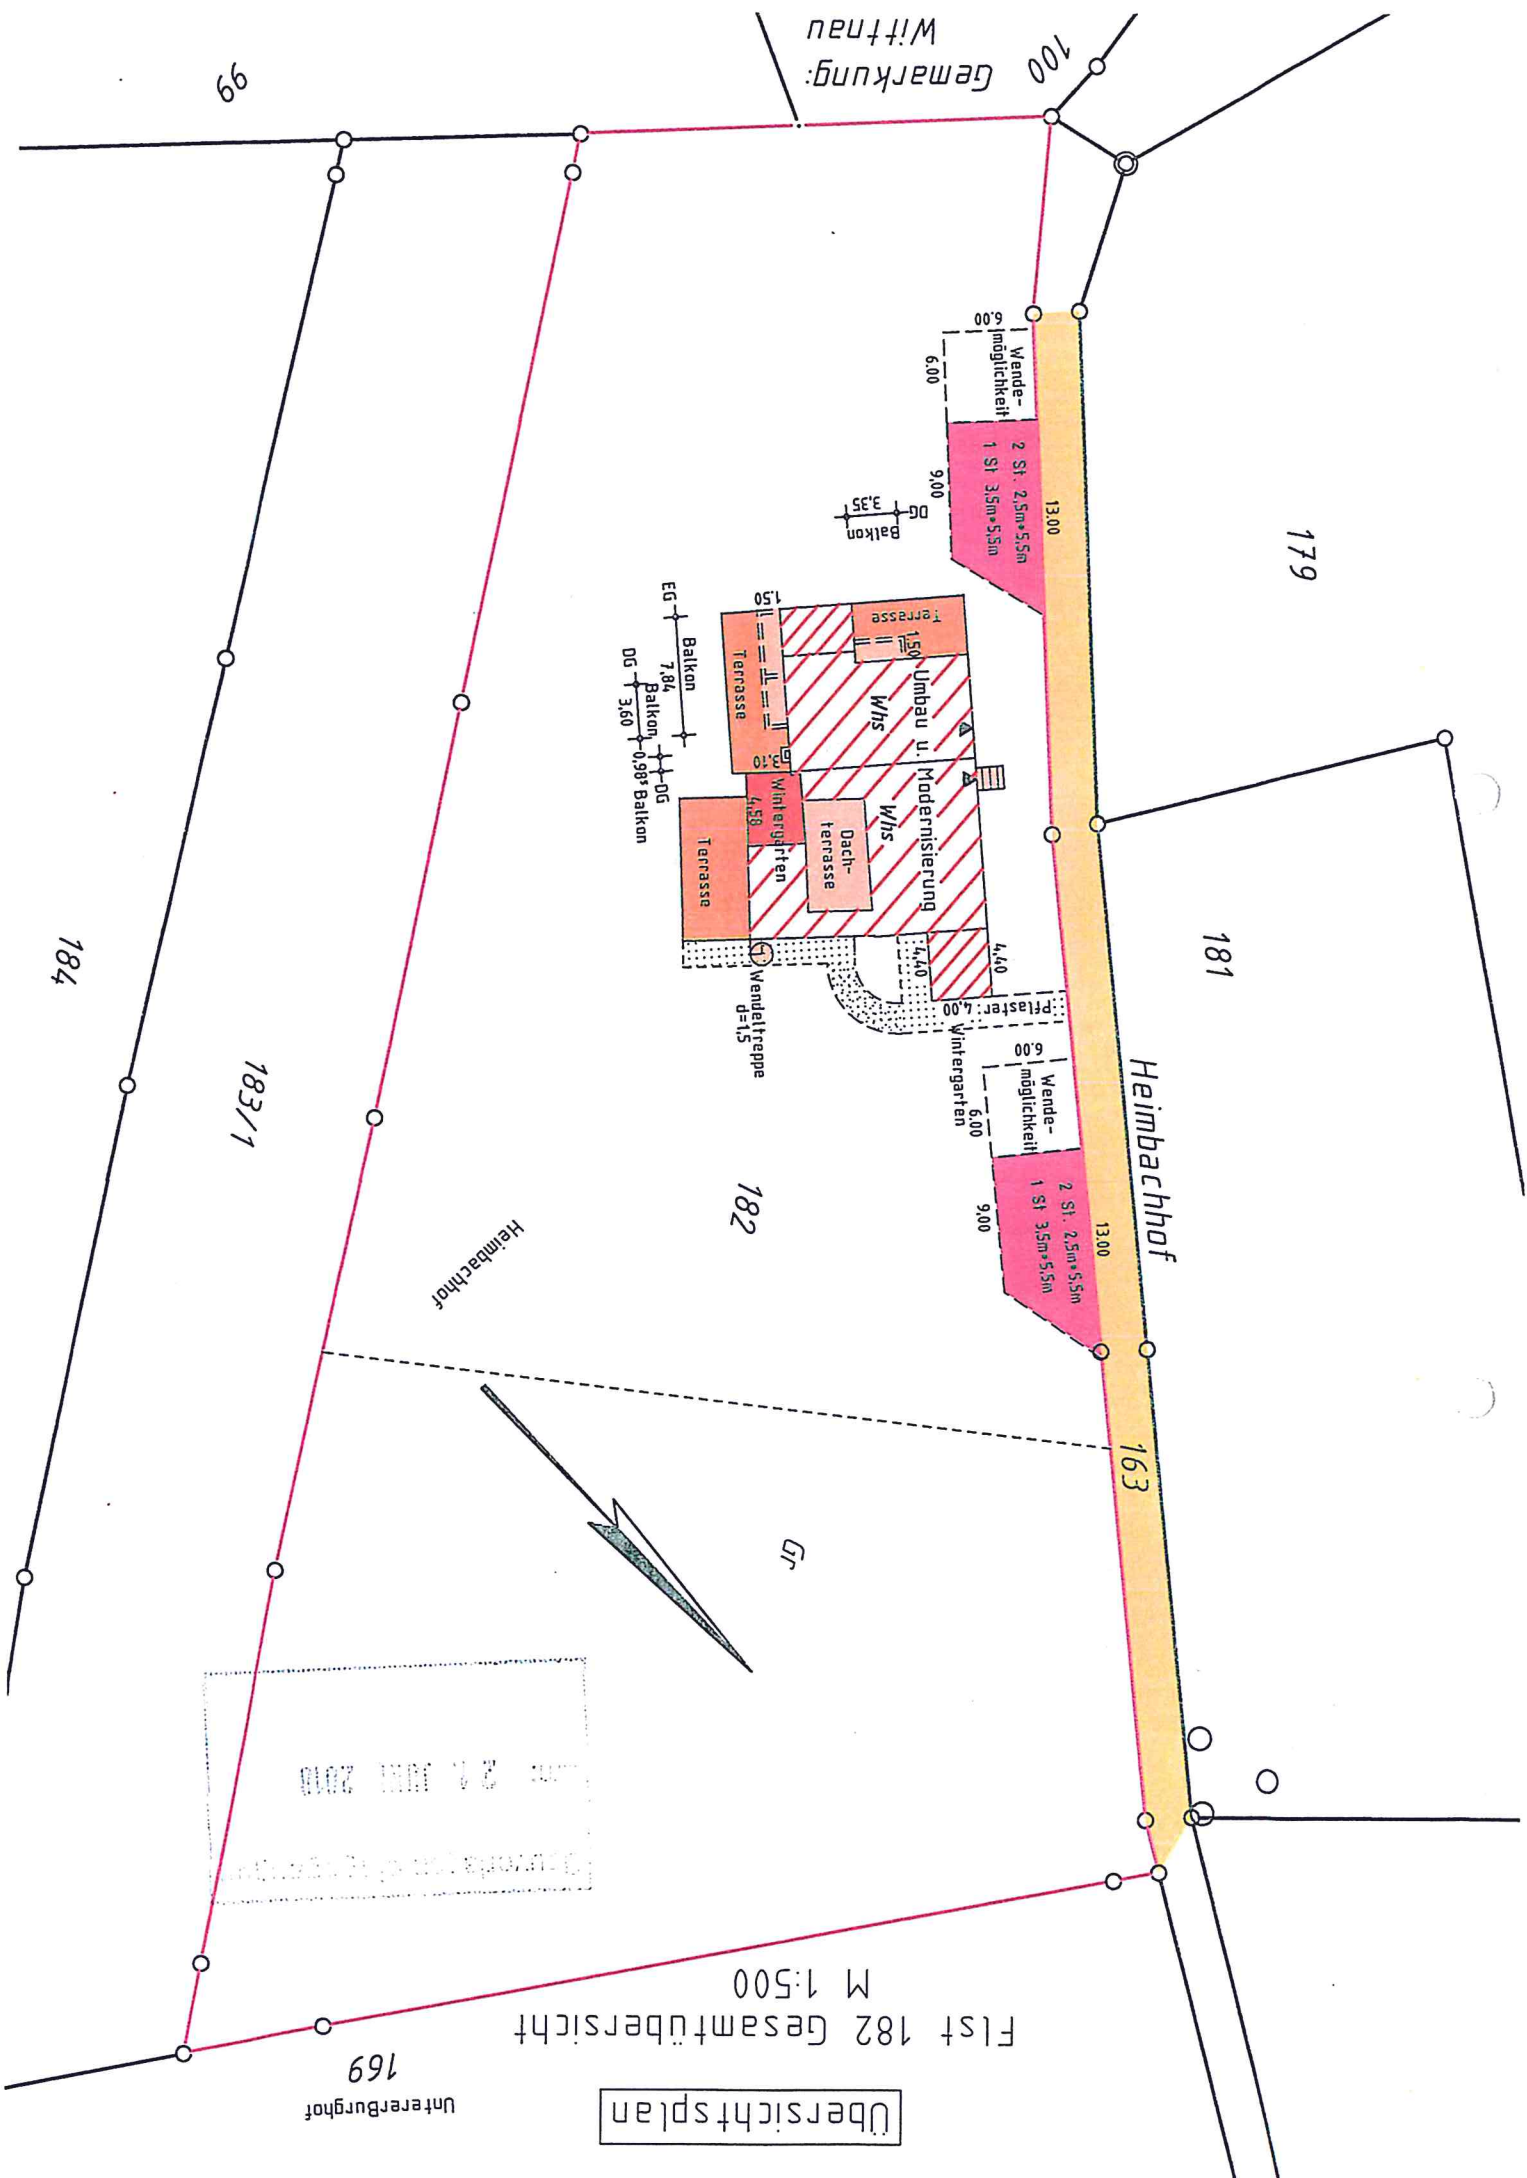 Übersichtsplan
Flst 182 Gesamtübersicht
M 1:500
UntererBurghof
169
21. JUNI 2010
163
Gr
Heimbachhof
182
Heimbachhof
183/1
184
181
179
13.00
2 St. 2,5m*5,5m
1 St 3,5m*5,5m
9,00
Wende-
möglichkeit
6.00
6.00
Wintergarten
Pflaster: 4,00
4,40
4,40
Wendeltreppe
d=1,5
Umbau u. Modernisierung
Whs
Whs
Dach-
terrasse
Wintergarten
4,58
Terrasse
3.10
Terrasse
1.50
Terrasse
1.50
EG
Balkon
7,84
DG
Balkon
3,60
DG
0,98⁵ Balkon
DG
Balkon
3,35
13.00
2 St. 2,5m*5,5m
1 St 3,5m*5,5m
9,00
Wende-
möglichkeit
6.00
6.00
100
Gemarkung:
Wittnau
99